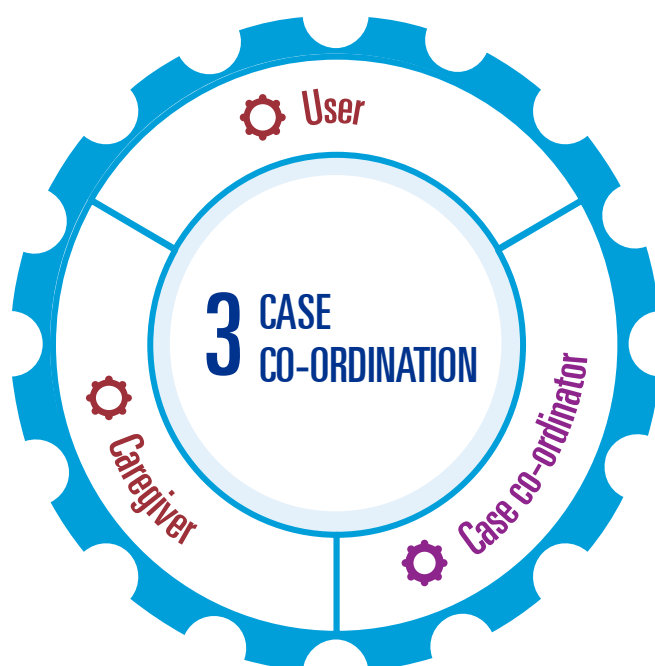 User
3 CASE
CO-ORDINATION
Caregiver
Case co-ordinator